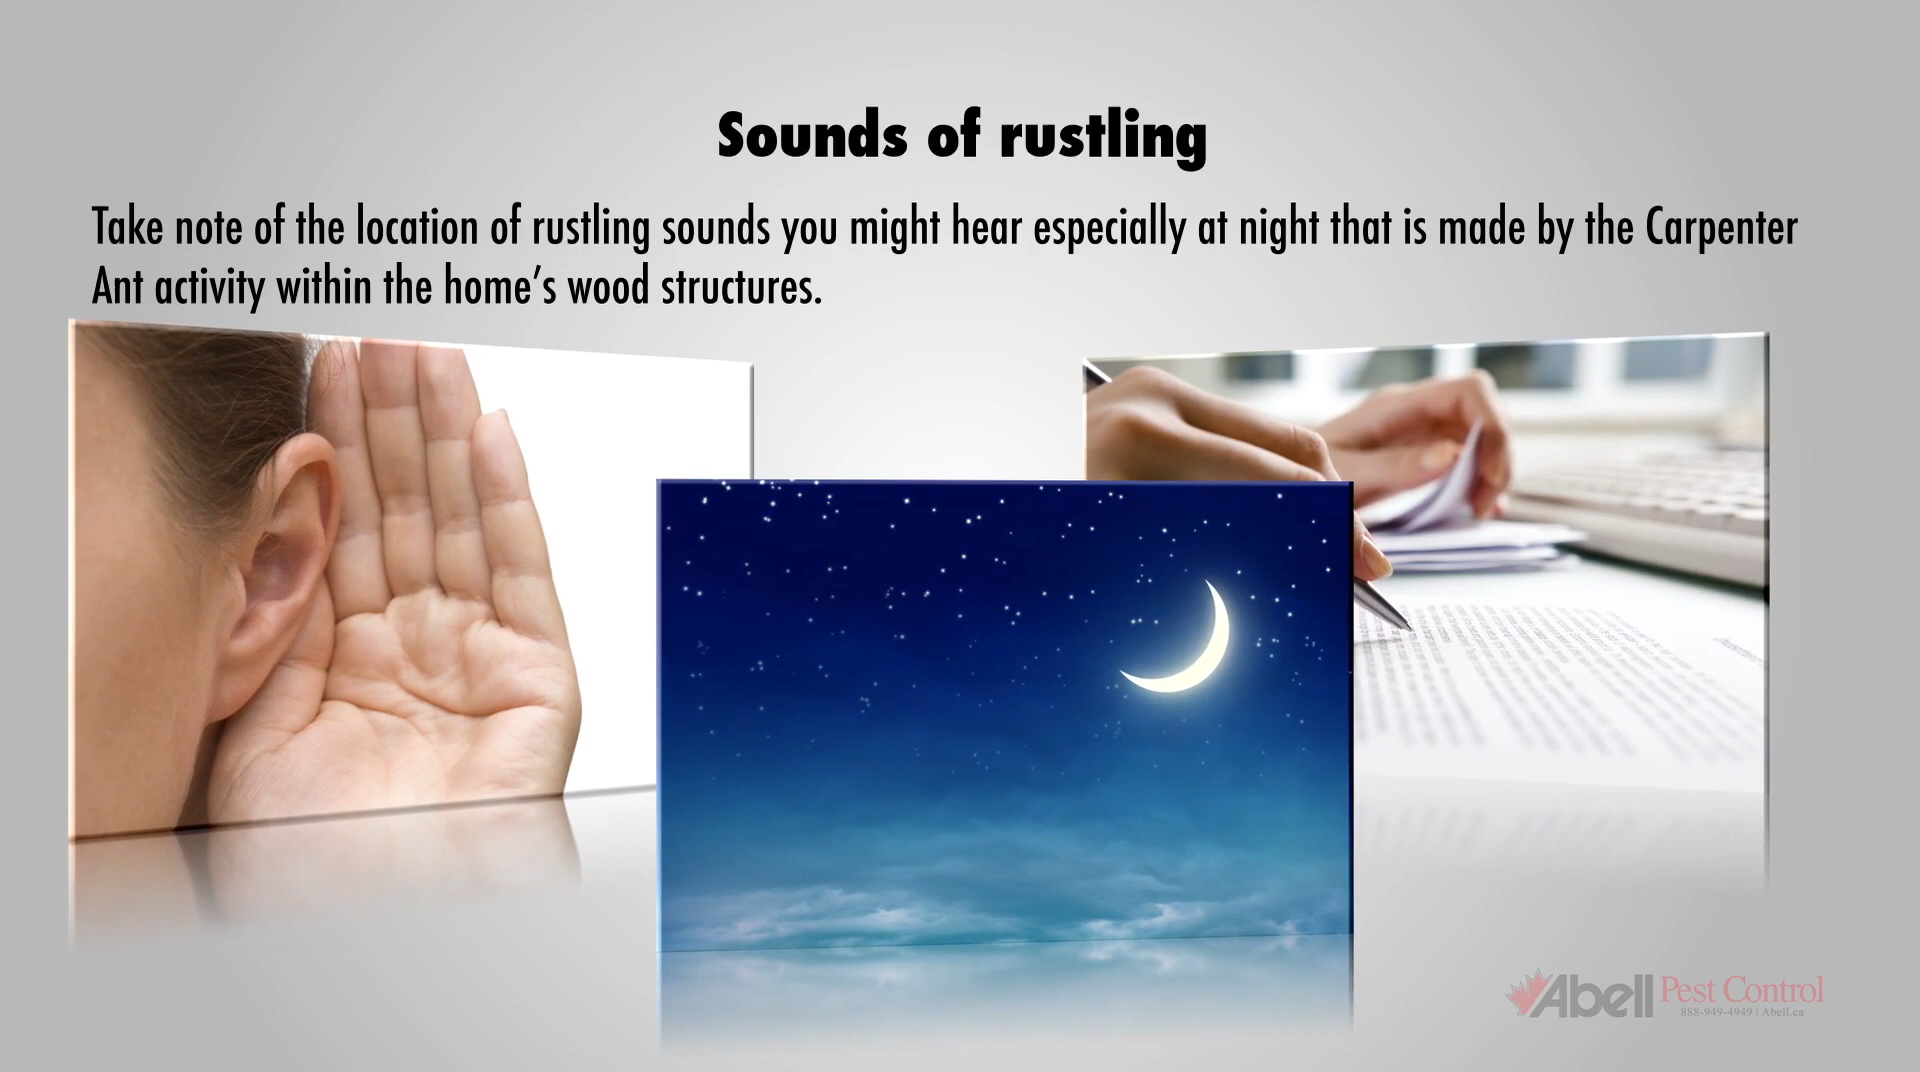 Sounds of rustling
Take note of the location of rustling sounds you might hear especially at night that is made by the Carpenter
Ant activity within the home's wood structures.
Abell Pest Control
888-949-4949 | Abell.ca